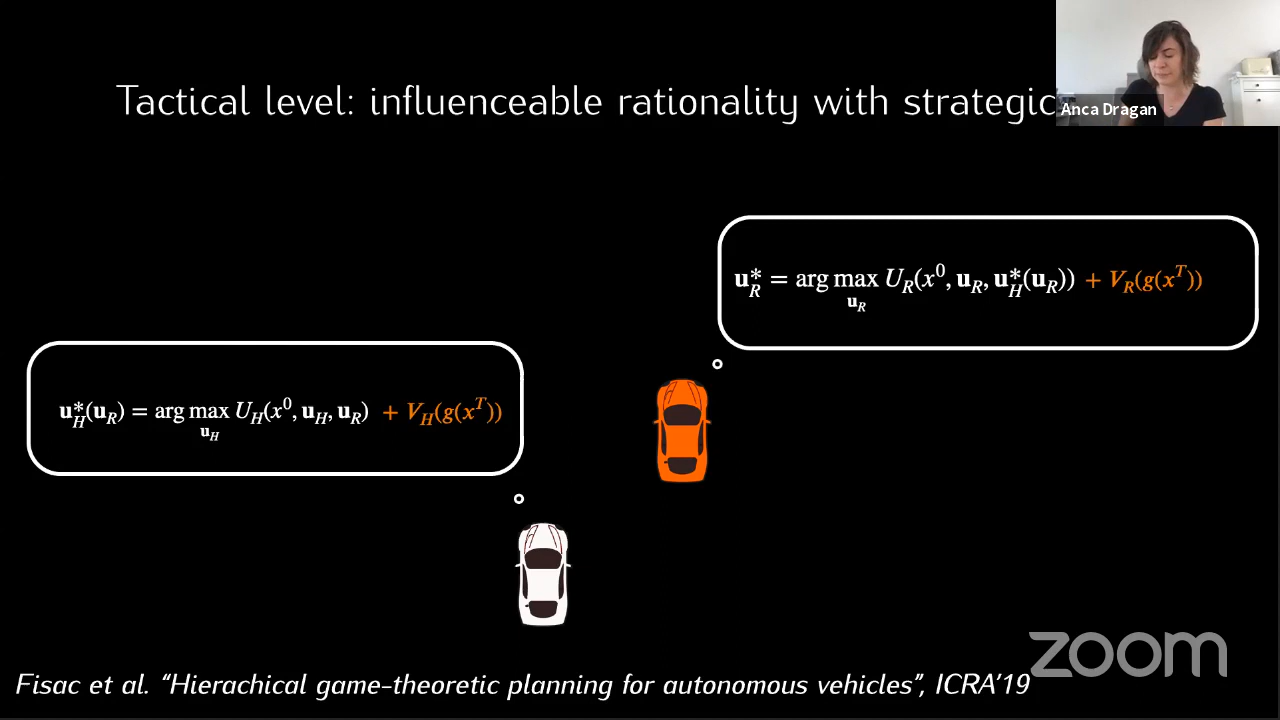 Tactical level: influenceable rationality with strategic
Anca Dragan
u*_R = arg max_{u_R} U_R(x^0, u_R, u*_H(u_R)) + V_R(g(x^T))
u*_H(u_R) = arg max_{u_H} U_H(x^0, u_H, u_R) + V_H(g(x^T))
zoom
Fisac et al. “Hierachical game-theoretic planning for autonomous vehicles”, ICRA’19